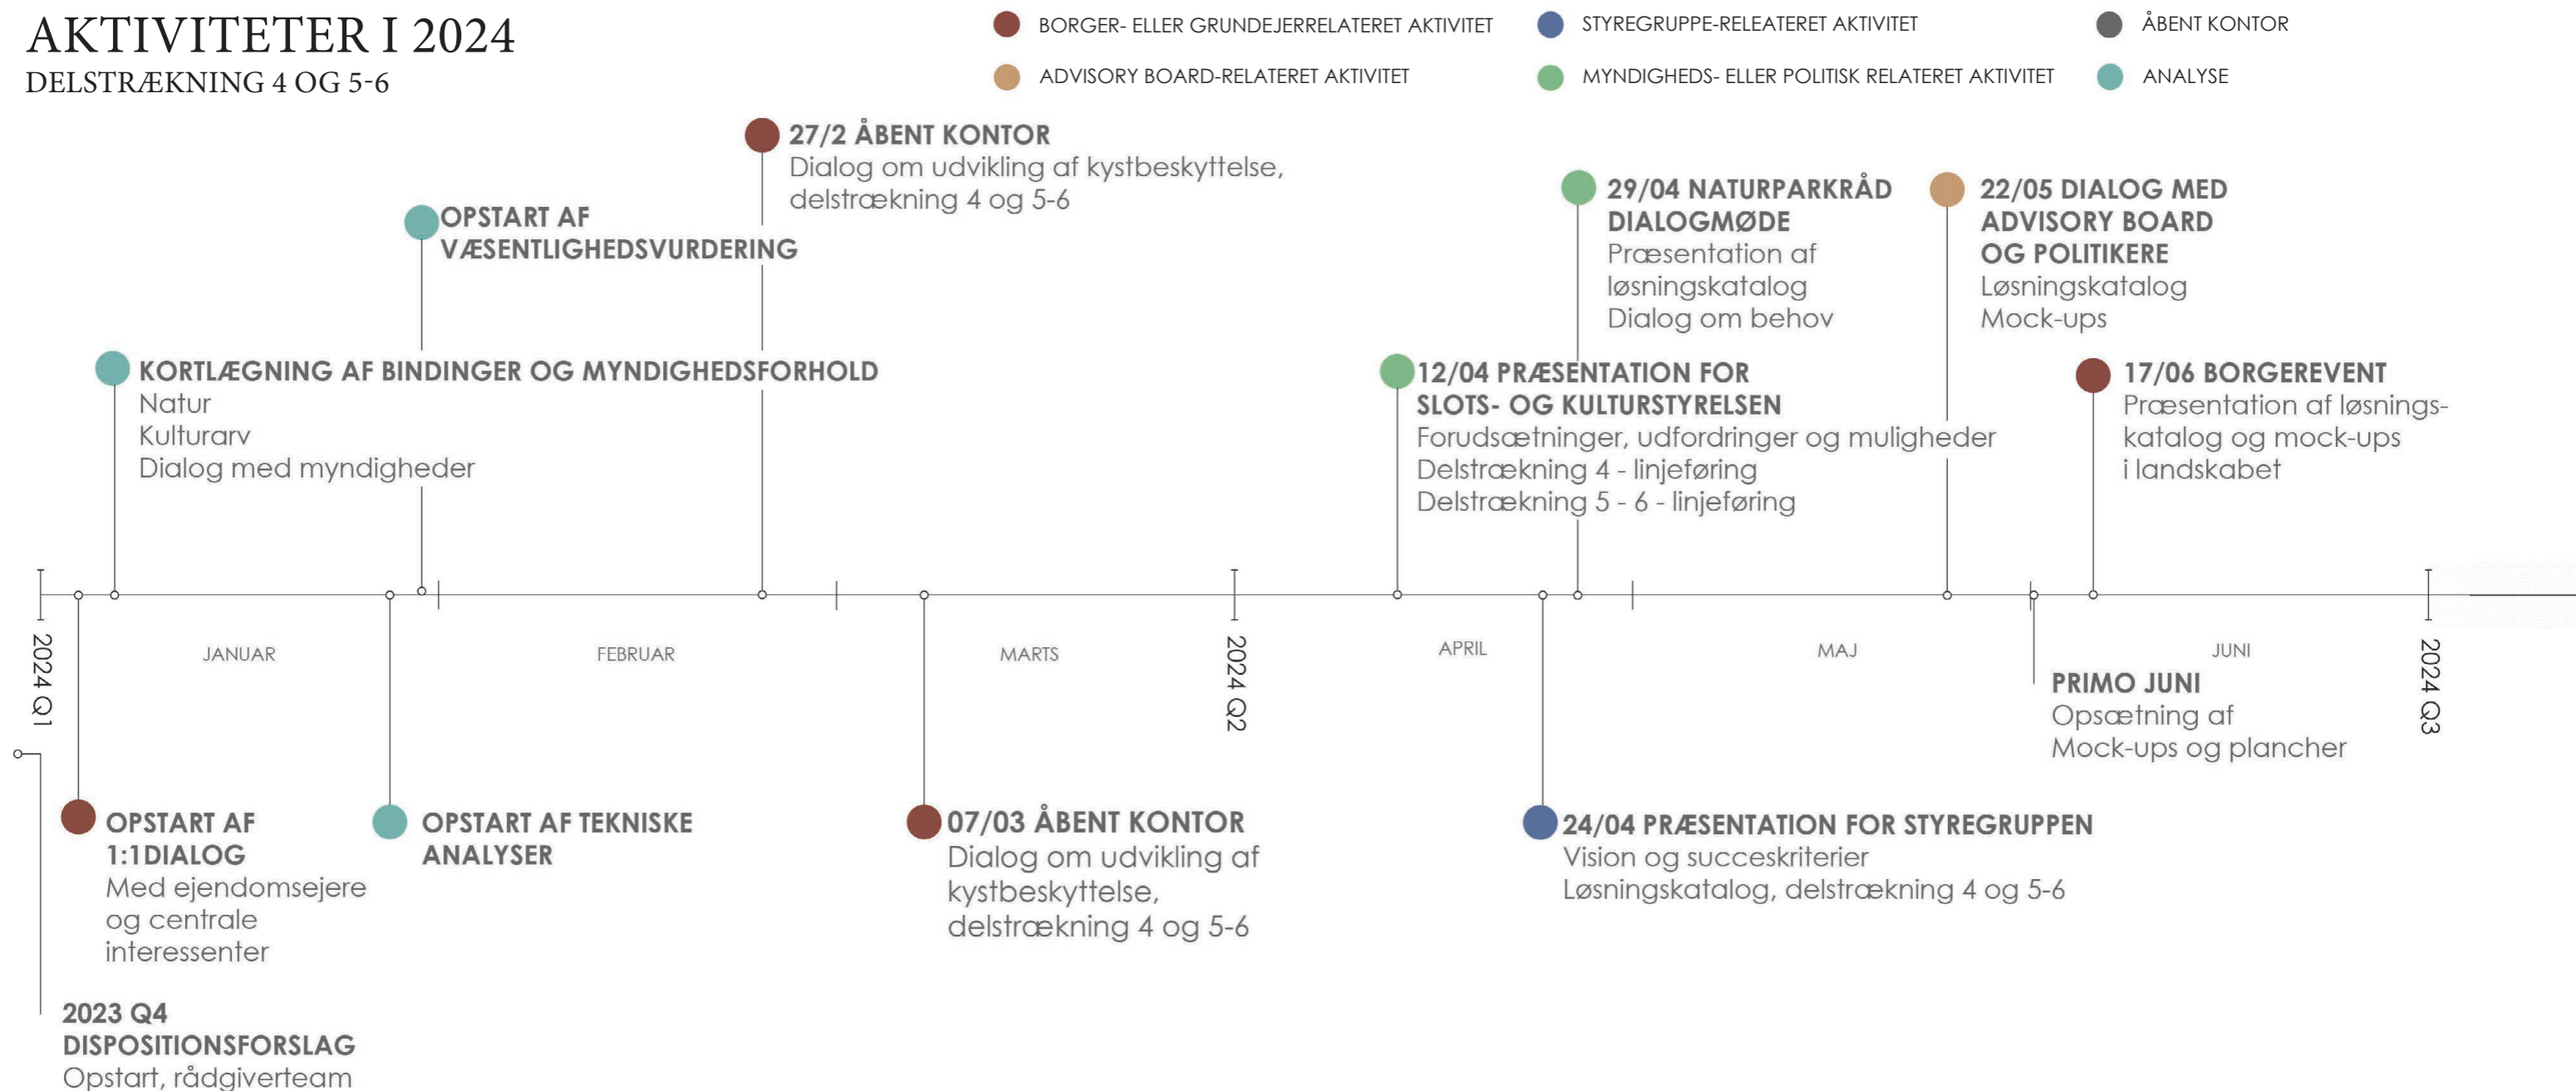 AKTIVITETER I 2024
DELSTRÆKNING 4 OG 5-6
BORGER- ELLER GRUNDEJERRELATERET AKTIVITET
STYREGRUPPE-RELEATERET AKTIVITET
ÅBENT KONTOR
ADVISORY BOARD-RELATERET AKTIVITET
MYNDIGHEDS- ELLER POLITISK RELATERET AKTIVITET
ANALYSE
27/2 ÅBENT KONTOR
Dialog om udvikling af kystbeskyttelse,
delstrækning 4 og 5-6
OPSTART AF
VÆSENTLIGHEDSVURDERING
KORTLÆGNING AF BINDINGER OG MYNDIGHEDSFORHOLD
Natur
Kulturarv
Dialog med myndigheder
29/04 NATURPARKRÅD
DIALOGMØDE
Præsentation af
løsningskatalog
Dialog om behov
22/05 DIALOG MED
ADVISORY BOARD
OG POLITIKERE
Løsningskatalog
Mock-ups
12/04 PRÆSENTATION FOR
SLOTS- OG KULTURSTYRELSEN
Forudsætninger, udfordringer og muligheder
Delstrækning 4 - linjeføring
Delstrækning 5 - 6 - linjeføring
17/06 BORGEREVENT
Præsentation af løsnings-
katalog og mock-ups
i landskabet
2024 Q1
JANUAR
FEBRUAR
MARTS
2024 Q2
APRIL
MAJ
JUNI
2024 Q3
PRIMO JUNI
Opsætning af
Mock-ups og plancher
OPSTART AF
1:1DIALOG
Med ejendomsejere
og centrale
interessenter
OPSTART AF TEKNISKE
ANALYSER
07/03 ÅBENT KONTOR
Dialog om udvikling af
kystbeskyttelse,
delstrækning 4 og 5-6
24/04 PRÆSENTATION FOR STYREGRUPPEN
Vision og succeskriterier
Løsningskatalog, delstrækning 4 og 5-6
2023 Q4
DISPOSITIONSFORSLAG
Opstart, rådgiverteam